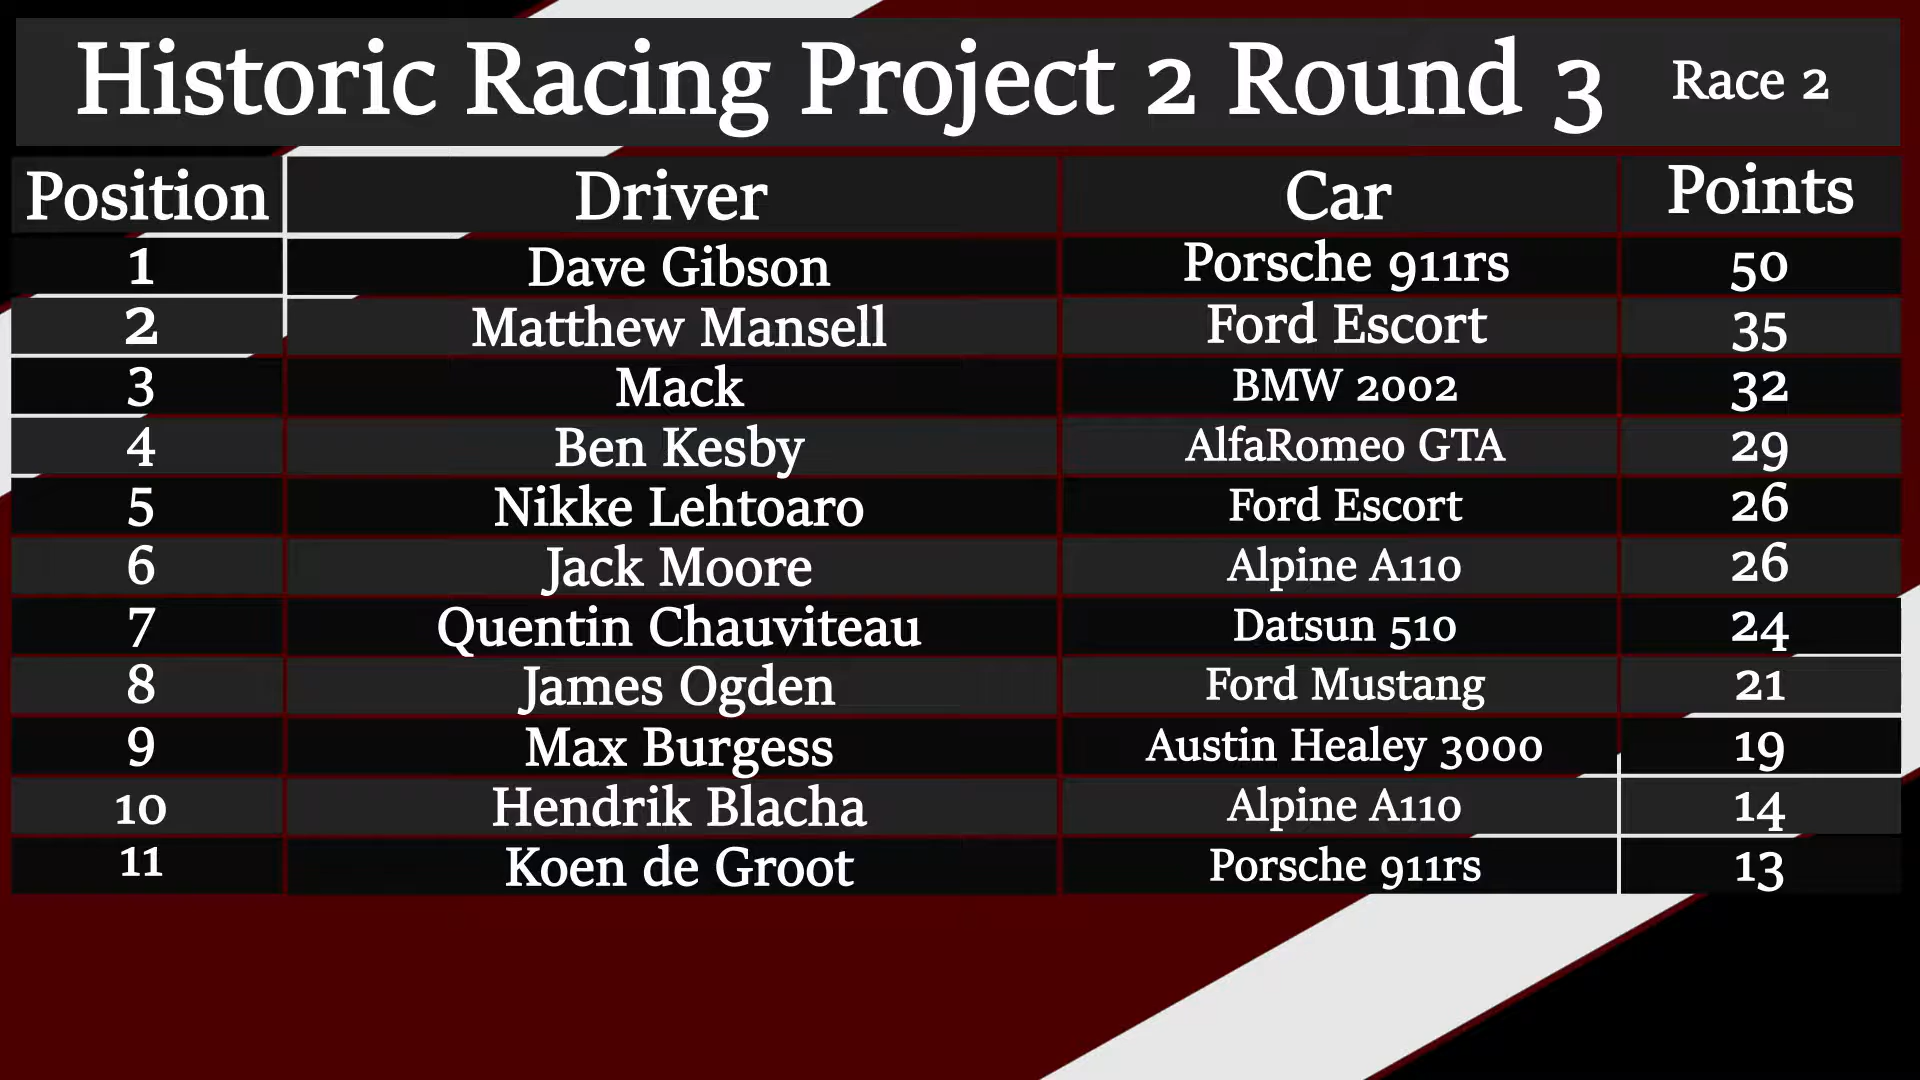 Historic Racing Project 2 Round 3 Race 2
Position Driver Car Points
1 Dave Gibson Porsche 911rs 50
2 Matthew Mansell Ford Escort 35
3 Mack BMW 2002 32
4 Ben Kesby AlfaRomeo GTA 29
5 Nikke Lehtoaro Ford Escort 26
6 Jack Moore Alpine A110 26
7 Quentin Chauviteau Datsun 510 24
8 James Ogden Ford Mustang 21
9 Max Burgess Austin Healey 3000 19
10 Hendrik Blacha Alpine A110 14
11 Koen de Groot Porsche 911rs 13